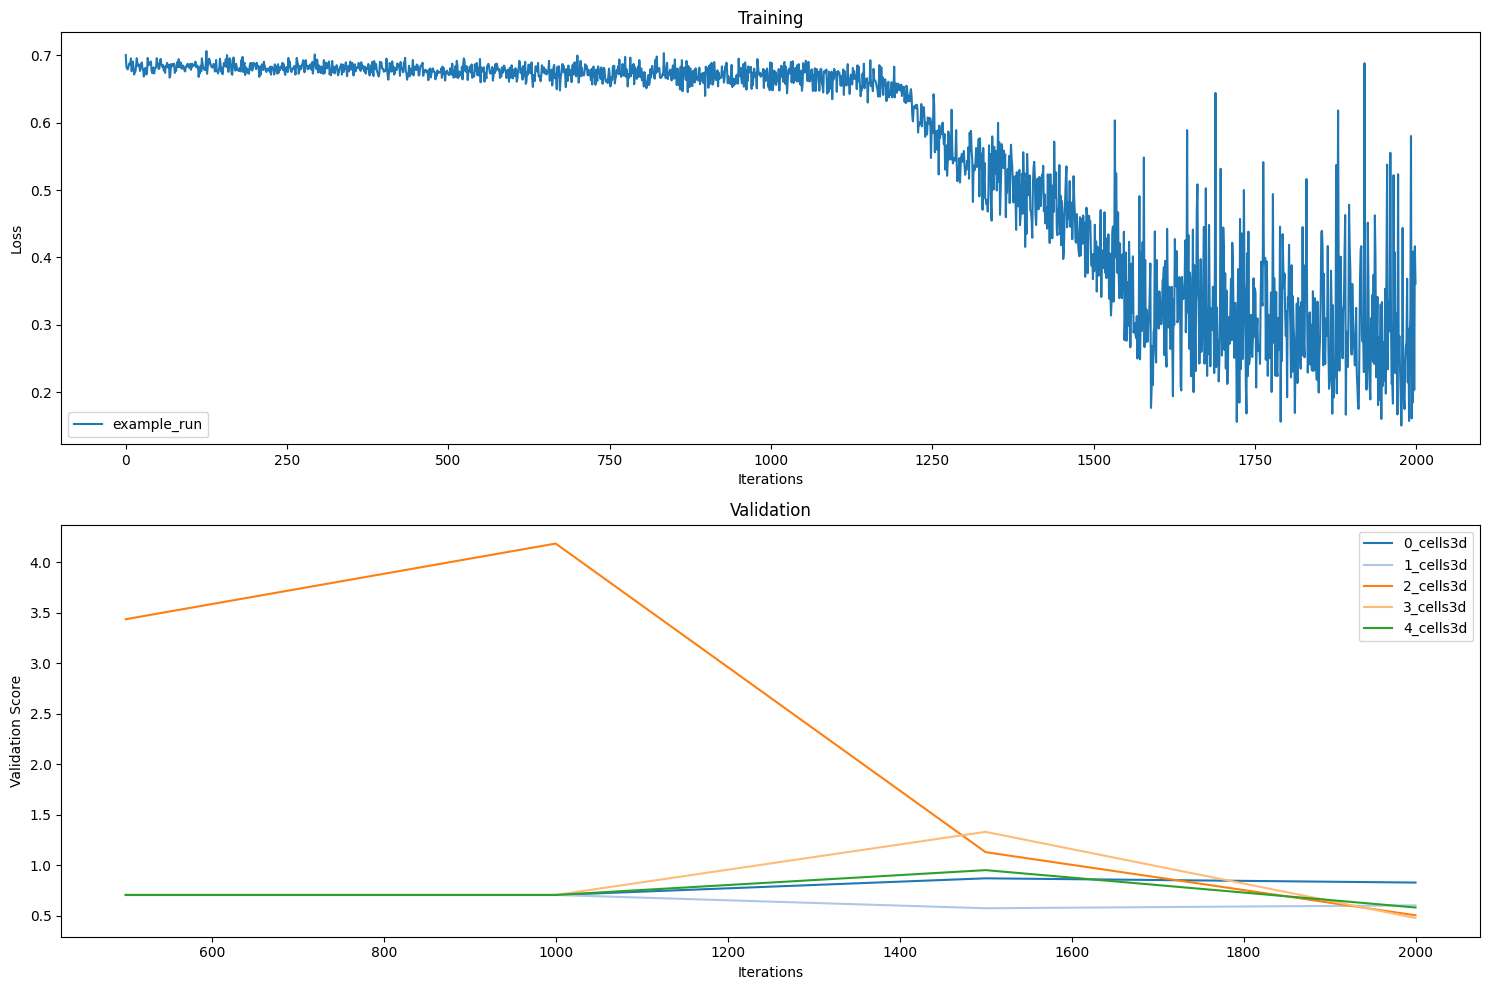 Training
0.7
0.6
0.5
0.4
0.3
0.2
Loss
example_run
0 250 500 750 1000 1250 1500 1750 2000
Iterations
Validation
4.0
3.5
3.0
2.5
2.0
1.5
1.0
0.5
Validation Score
0_cells3d
1_cells3d
2_cells3d
3_cells3d
4_cells3d
600 800 1000 1200 1400 1600 1800 2000
Iterations